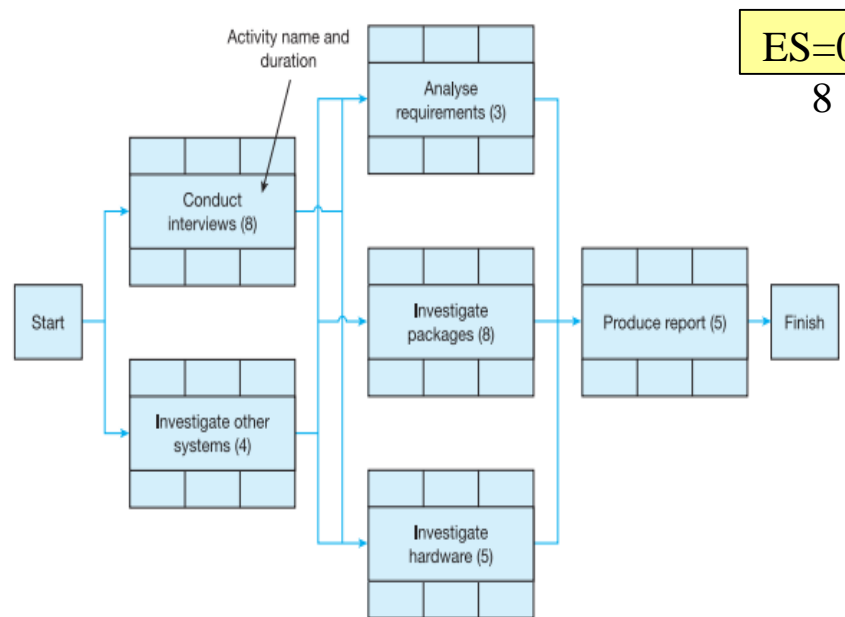 Activity name and
duration
ES=0
8
Analyse
requirements (3)
Conduct
interviews (8)
Start
Investigate
packages (8)
Produce report (5)
Finish
Investigate other
systems (4)
Investigate
hardware (5)